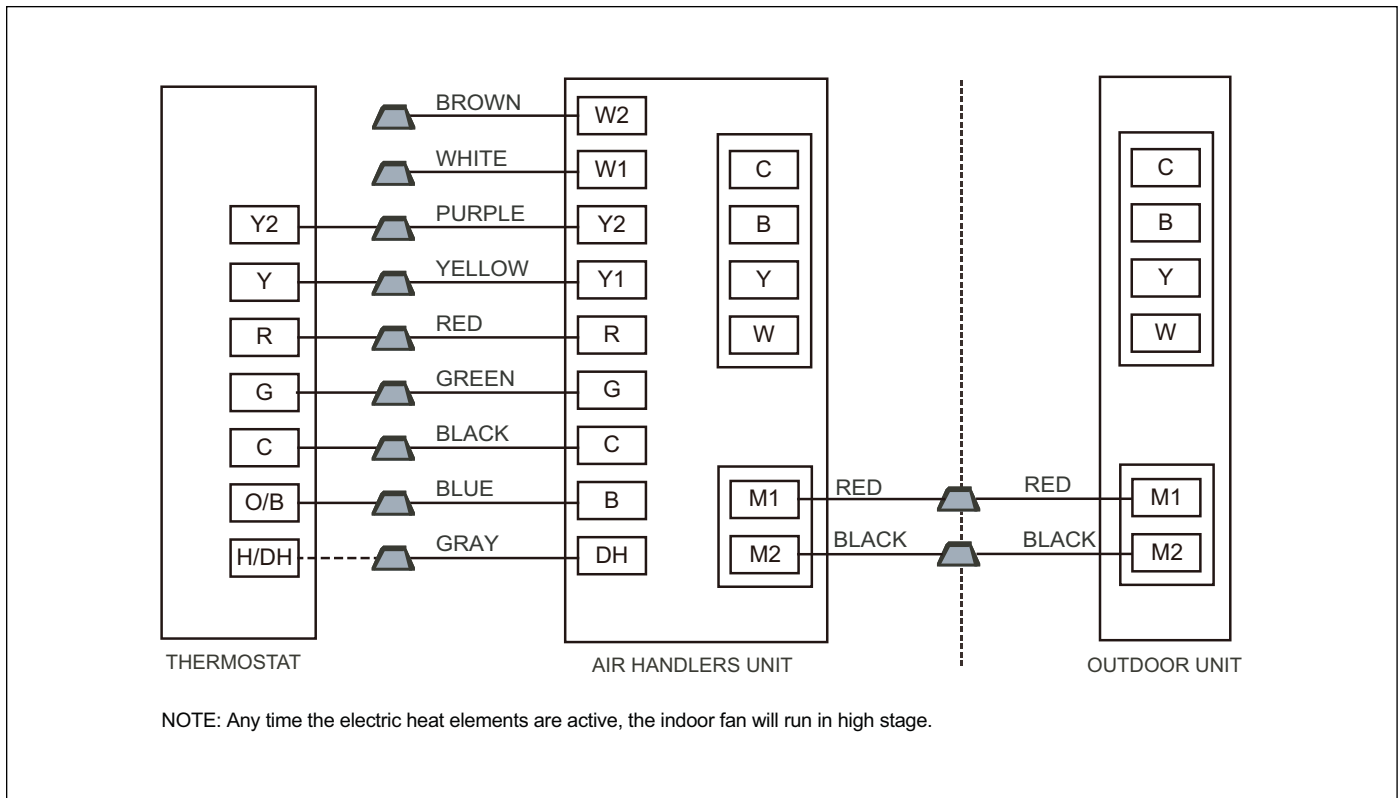 BROWN
W2
WHITE
W1
C
C
Y2
PURPLE
Y2
B
B
Y
YELLOW
Y1
Y
Y
R
RED
R
W
W
G
GREEN
G
C
BLACK
C
O/B
BLUE
B
M1
RED
RED
M1
H/DH
GRAY
DH
M2
BLACK
BLACK
M2
THERMOSTAT
AIR HANDLERS UNIT
OUTDOOR UNIT
NOTE: Any time the electric heat elements are active, the indoor fan will run in high stage.